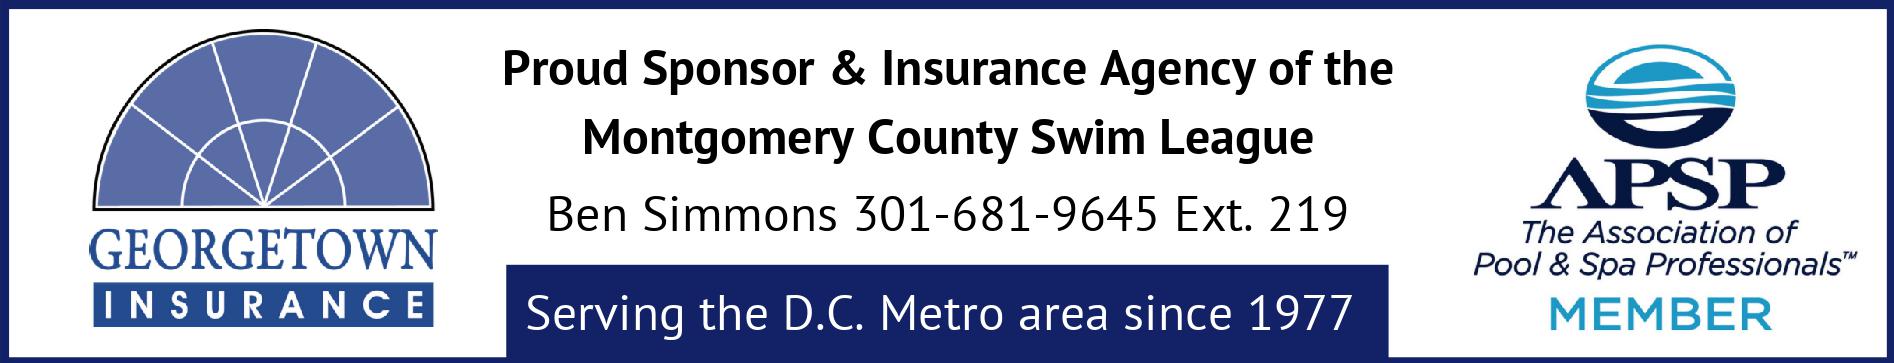 GEORGETOWN
INSURANCE
Proud Sponsor & Insurance Agency of the
Montgomery County Swim League
Ben Simmons 301-681-9645 Ext. 219
Serving the D.C. Metro area since 1977
APSP
The Association of
Pool & Spa Professionals™
MEMBER